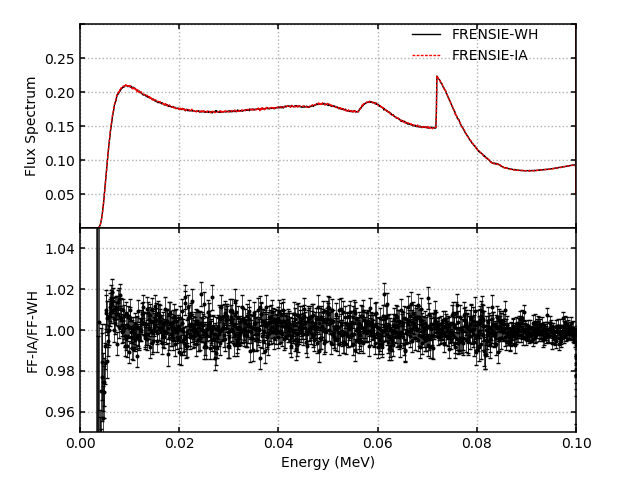 FRENSIE-WH
FRENSIE-IA
0.25
0.20
0.15
0.10
0.05
Flux Spectrum
1.04
1.02
1.00
0.98
0.96
FF-IA/FF-WH
0.00 0.02 0.04 0.06 0.08 0.10
Energy (MeV)